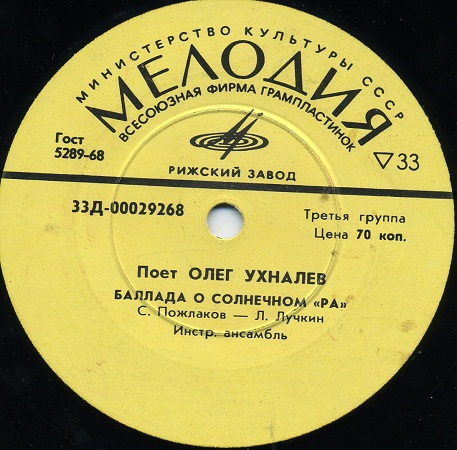 МИНИСТЕРСТВО КУЛЬТУРЫ СССР
МЕЛОДИЯ
ВСЕСОЮЗНАЯ ФИРМА ГРАМПЛАСТИНОК
Гост
5289-68
▽33
РИЖСКИЙ ЗАВОД
33Д-00029268
Третья группа
Цена 70 коп.
Поет ОЛЕГ УХНАЛЕВ
БАЛЛАДА О СОЛНЕЧНОМ «РА»
С. Пожлаков — Л. Лучкин
Инстр. ансамбль